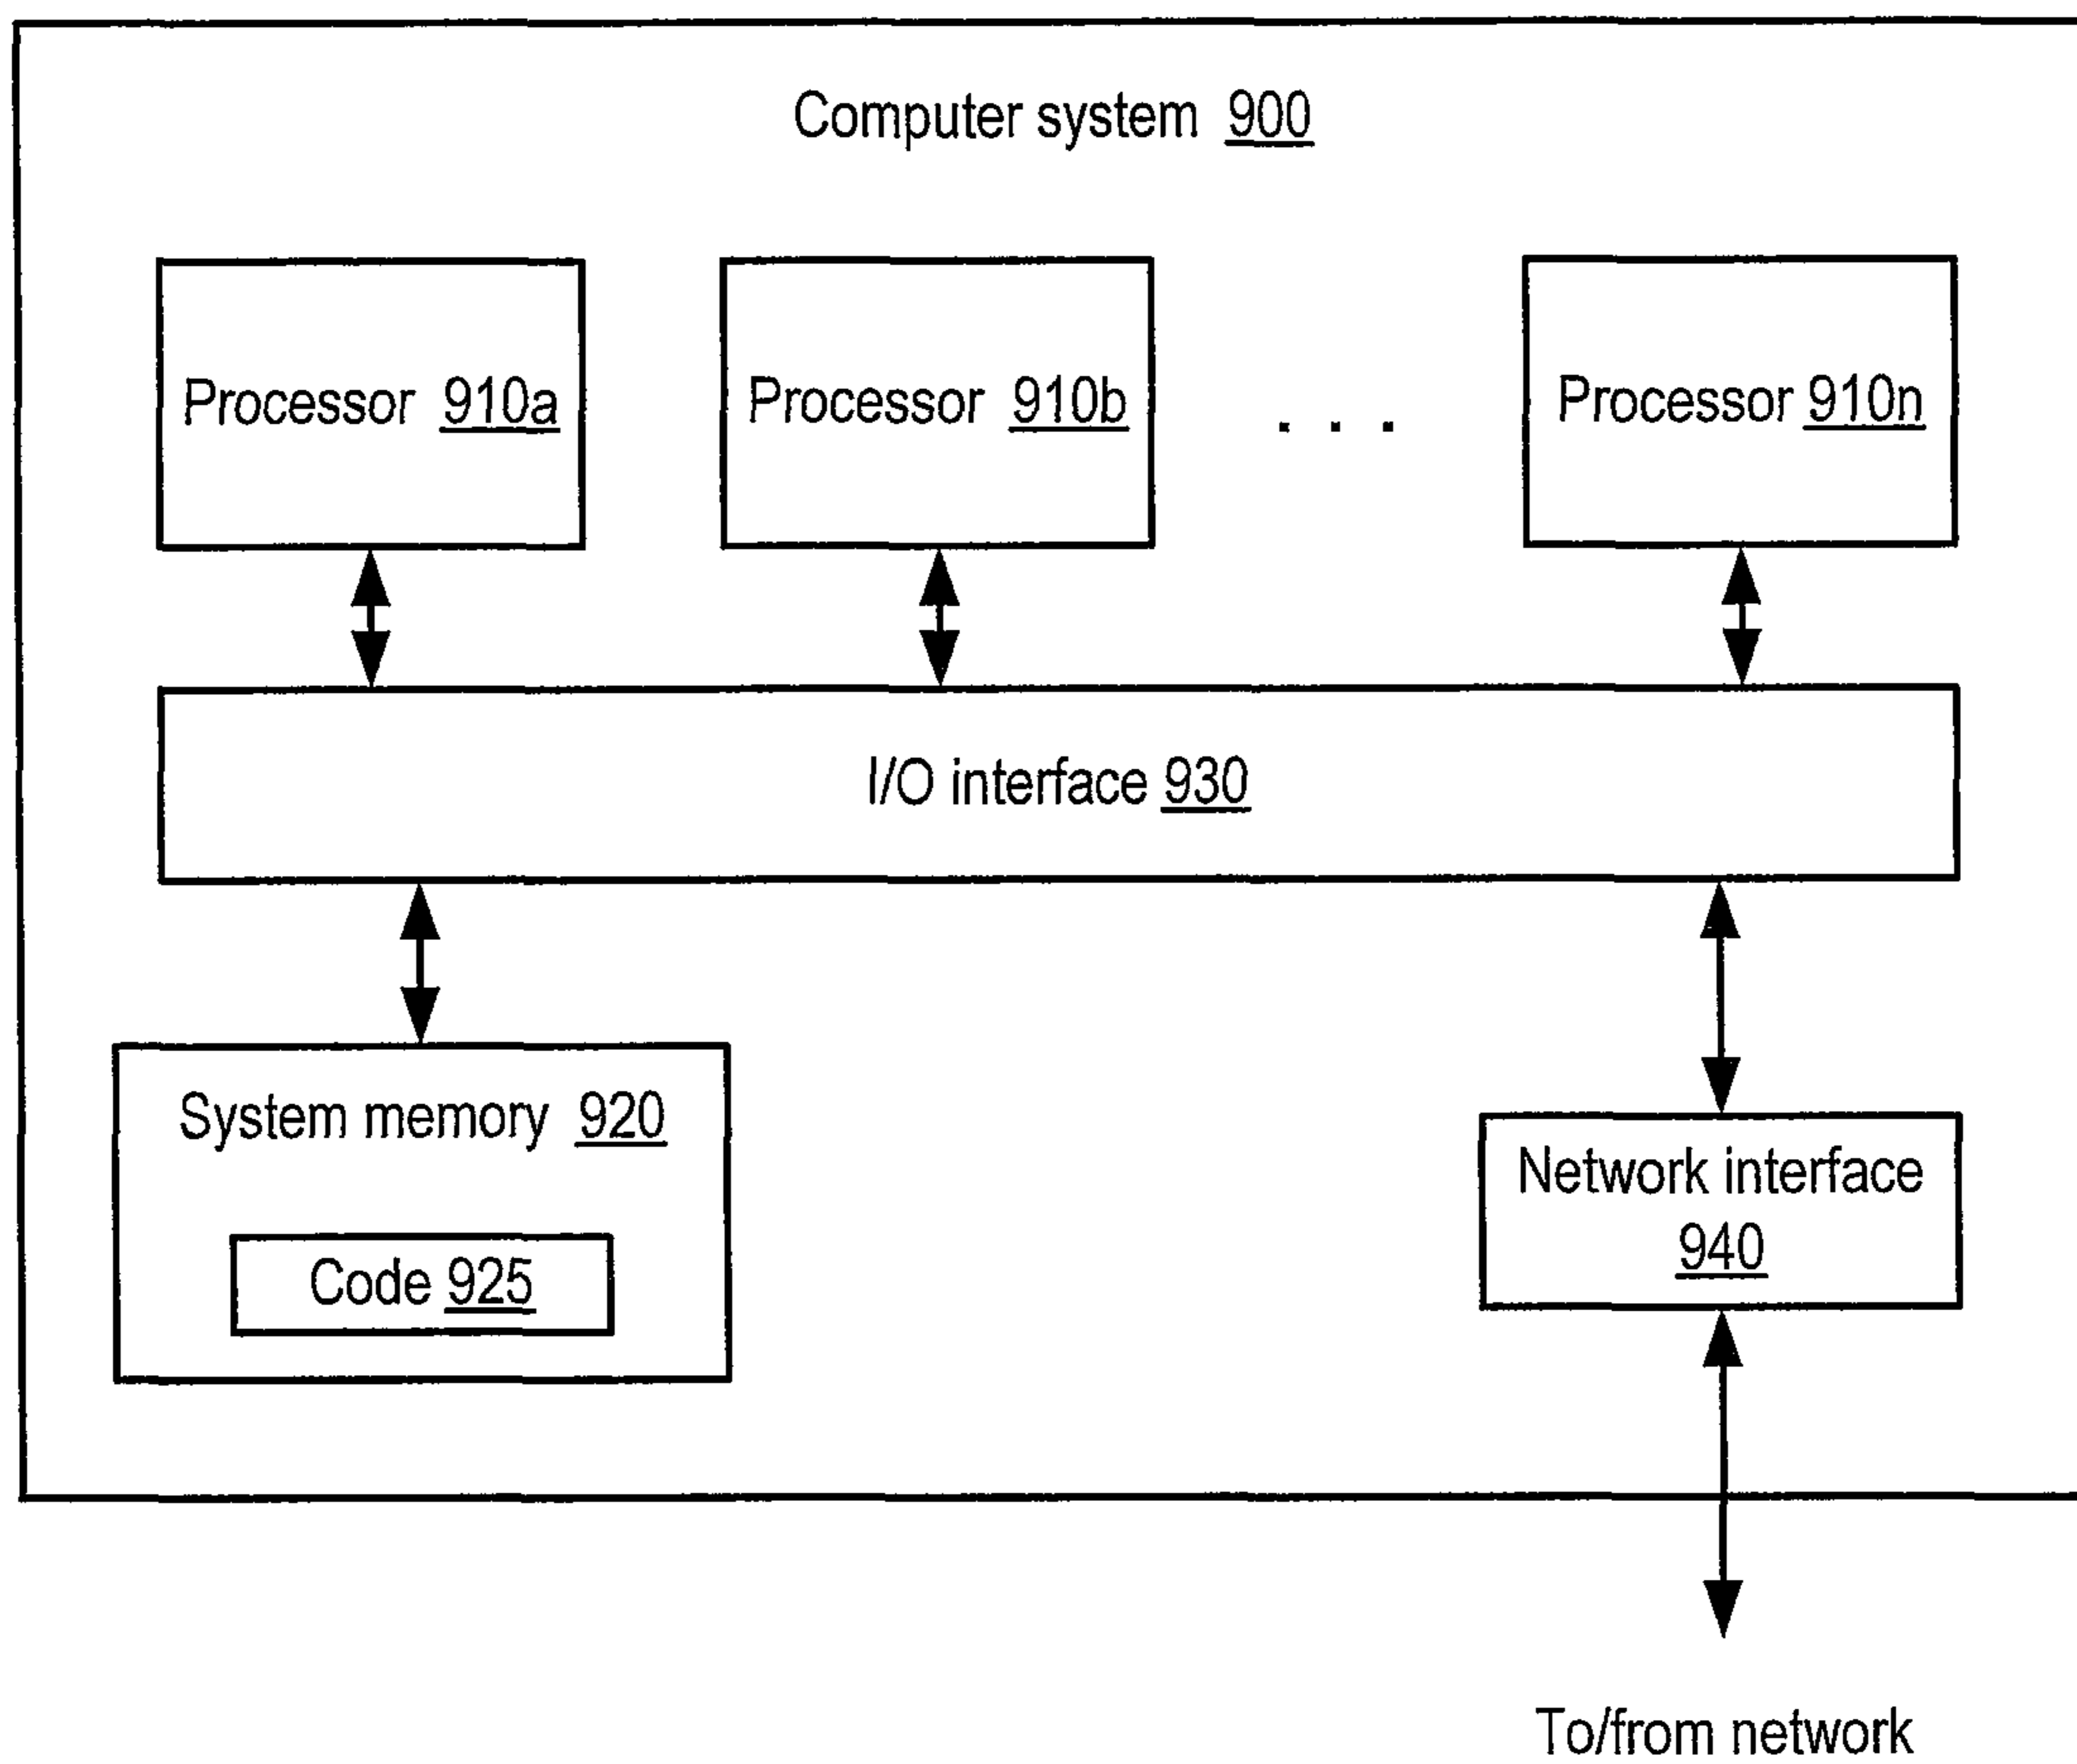 Computer system 900
Processor 910a
Processor 910b
. . .
Processor 910n
I/O interface 930
System memory 920
Code 925
Network interface
940
To/from network